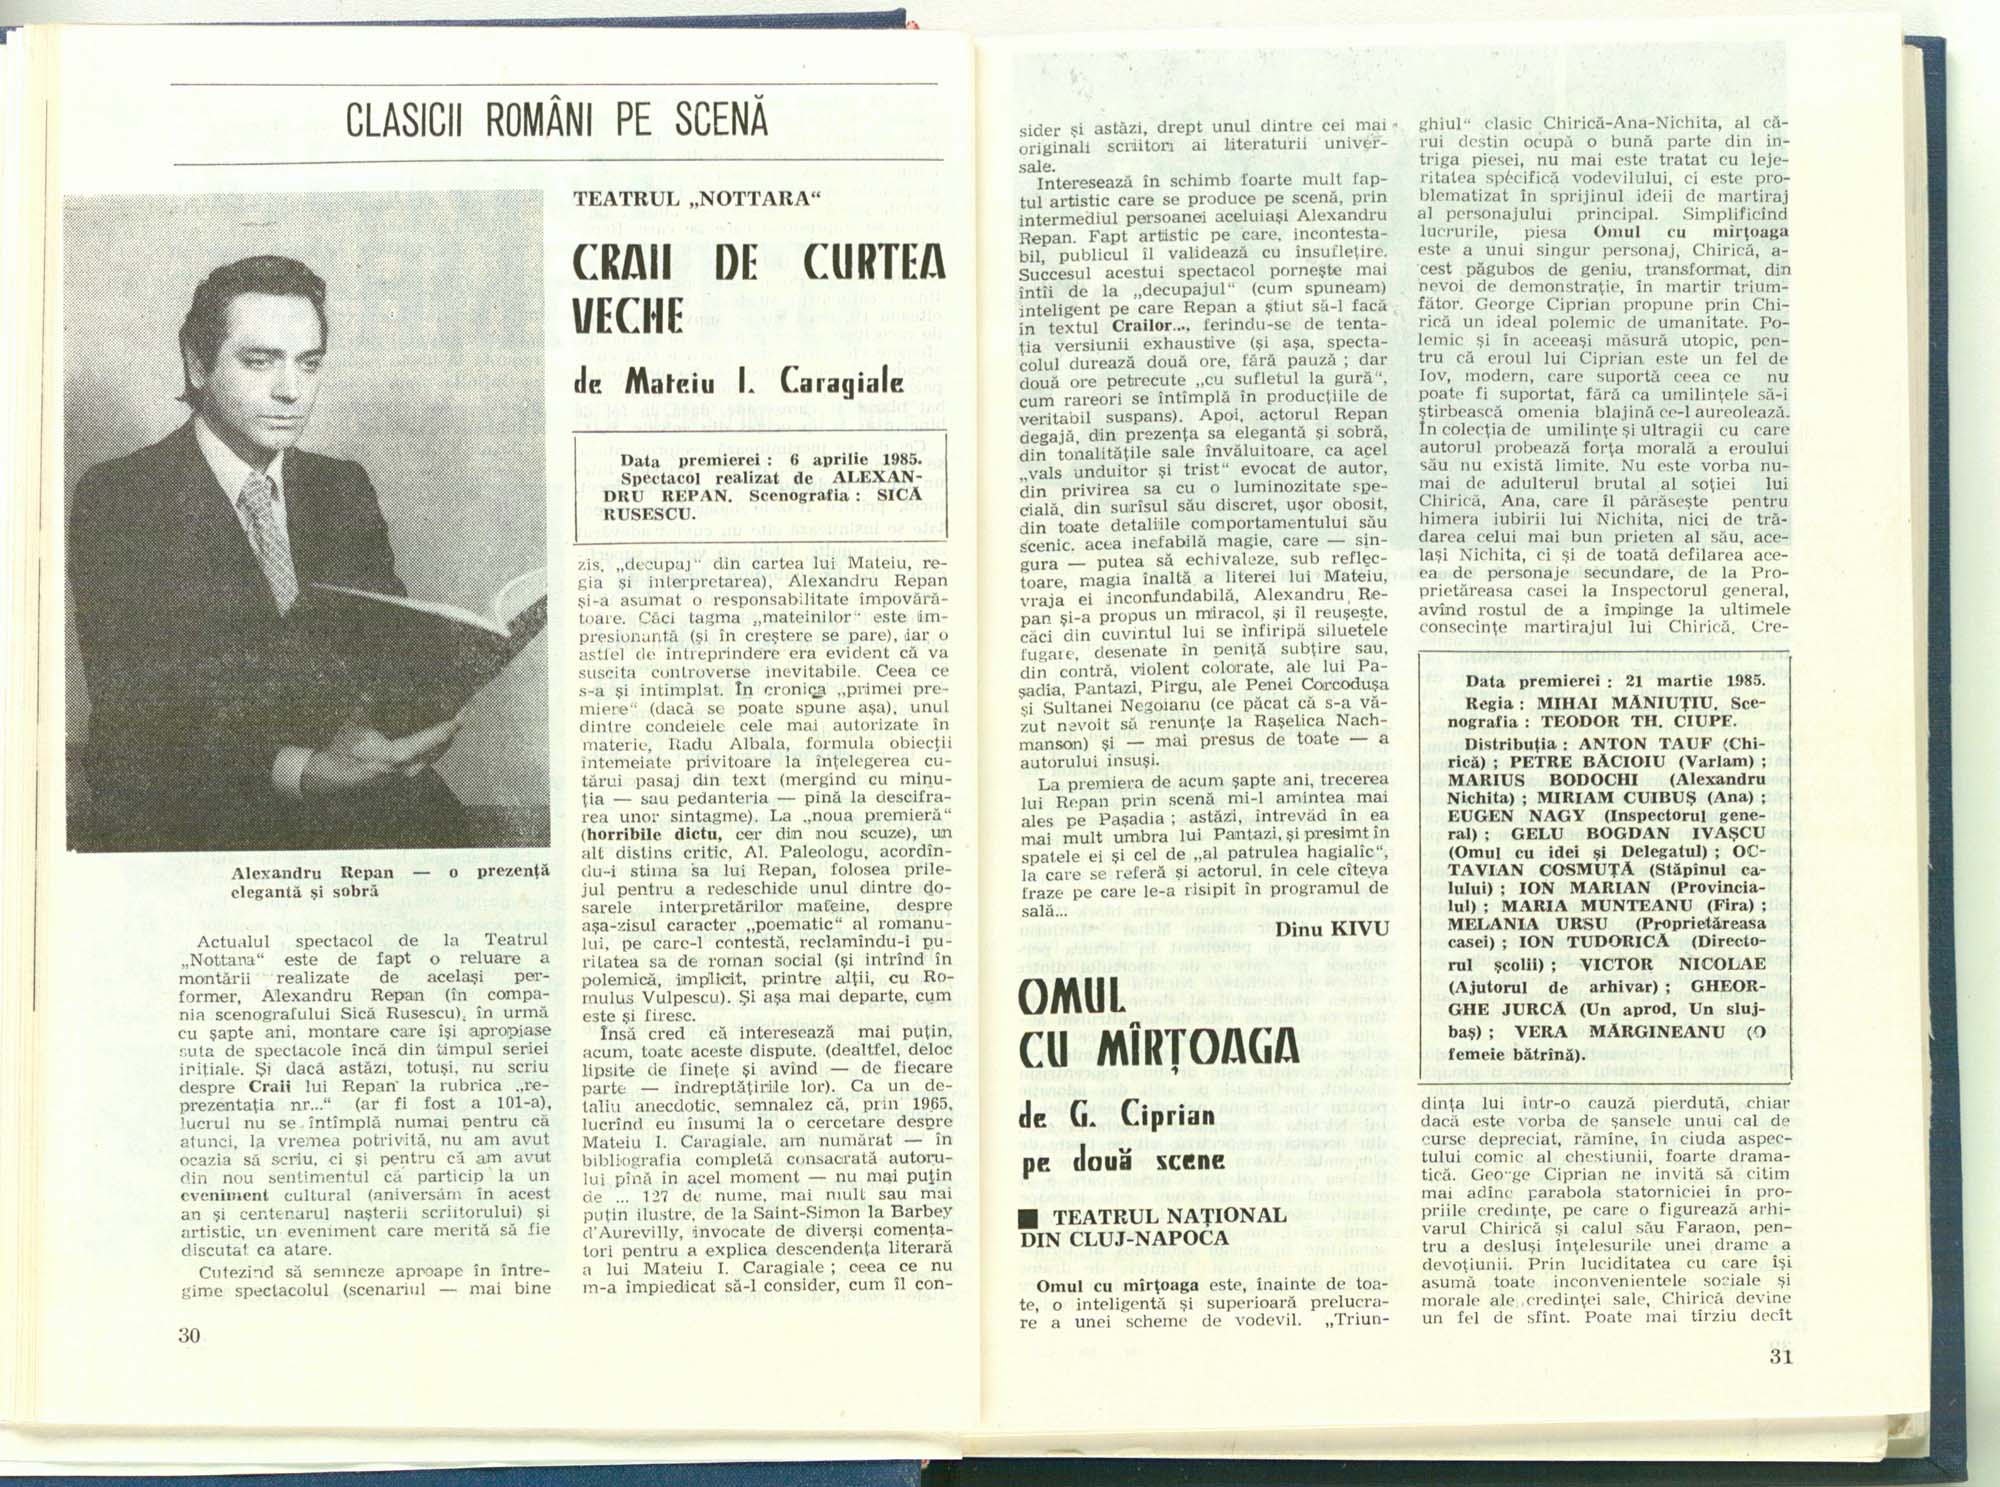 CLASICII ROMÂNI PE SCENĂ
TEATRUL „NOTTARA“
CRAII DE CURTEA
VECHE
de Mateiu I. Caragiale
Data premierei : 6 aprilie 1985.
Spectacol realizat de ALEXAN-
DRU REPAN. Scenografia : SICĂ
RUSESCU.
Alexandru Repan — o prezență
elegantă și sobră
Actualul spectacol de la Teatrul
„Nottara“ este de fapt o reluare a
montării realizate de același per-
former, Alexandru Repan (în compa-
nia scenografului Sică Rusescu), în urmă
cu șapte ani, montare care își apropiase
suta de spectacole încă din timpul seriei
inițiale. Și dacă astăzi, totuși, nu scriu
despre Craii lui Repan la rubrica „re-
prezentația nr...“ (ar fi fost a 101-a),
lucrul nu se întîmplă numai pentru că
atunci, la vremea potrivită, nu am avut
ocazia să scriu, ci și pentru că am avut
din nou sentimentul că particip la un
eveniment cultural (aniversăm în acest
an și centenarul nașterii scriitorului) și
artistic, un eveniment care merită să fie
discutat ca atare.
Cutezînd să semneze aproape în între-
gime spectacolul (scenariul — mai bine
zis, „decupaj“ din cartea lui Mateiu, re-
gia și interpretarea), Alexandru Repan
și-a asumat o responsabilitate împovără-
toare. Căci tagma „mateinilor“ este im-
presionantă (și în creștere se pare), iar o
astfel de întreprindere era evident că va
suscita controverse inevitabile. Ceea ce
s-a și întîmplat. În cronica „primei pre-
miere“ (dacă se poate spune așa), unul
dintre condeiele cele mai autorizate în
materie, Radu Albala, formula obiecții
întemeiate privitoare la înțelegerea cu-
tărui pasaj din text (mergînd cu minu-
ția — sau pedanteria — pînă la descifra-
rea unor sintagme). La „noua premieră“
(horribile dictu, cer din nou scuze), un
alt distins critic, Al. Paleologu, acordîn-
du-i stima sa lui Repan, folosea prile-
jul pentru a redeschide unul dintre do-
sarele interpretărilor mateine, despre
așa-zisul caracter „poematic“ al romanu-
lui, pe care-l contestă, reclamîndu-i pu-
ritatea sa de roman social (și intrînd în
polemică, implicit, printre alții, cu Ro-
mulus Vulpescu). Și așa mai departe, cum
este și firesc.
Însă cred că interesează mai puțin,
acum, toate aceste dispute, (dealtfel, deloc
lipsite de finețe și avînd — de fiecare
parte — îndreptățirile lor). Ca un de-
taliu anecdotic, semnalez că, prin 1965,
lucrînd eu însumi la o cercetare despre
Mateiu I. Caragiale, am numărat — în
bibliografia completă consacrată autoru-
lui pînă în acel moment — nu mai puțin
de ... 127 de nume, mai mult sau mai
puțin ilustre, de la Saint-Simon la Barbey
d'Aurevilly, invocate de diverși comenta-
tori pentru a explica descendența literară
a lui Mateiu I. Caragiale ; ceea ce nu
m-a împiedicat să-l consider, cum îl con-
30
sider și astăzi, drept unul dintre cei mai
originali scriitori ai literaturii univer-
sale.
Interesează în schimb foarte mult fap-
tul artistic care se produce pe scenă, prin
intermediul persoanei aceluiași Alexandru
Repan. Fapt artistic pe care, incontesta-
bil, publicul îl validează cu însuflețire.
Succesul acestui spectacol pornește mai
întîi de la „decupajul“ (cum spuneam)
inteligent pe care Repan a știut să-l facă
în textul Crailor..., ferindu-se de tenta-
ția versiunii exhaustive (și așa, specta-
colul durează două ore, fără pauză ; dar
două ore petrecute „cu sufletul la gură“,
cum rareori se întîmplă în producțiile de
veritabil suspans). Apoi, actorul Repan
degajă, din prezența sa elegantă și sobră,
din tonalitățile sale învăluitoare, ca acel
„vals unduitor și trist“ evocat de autor,
din privirea sa cu o luminozitate spe-
cială, din surîsul său discret, ușor obosit,
din toate detaliile comportamentului său
scenic, acea inefabilă magie, care — sin-
gura — putea să echivaleze, sub reflec-
toare, magia înaltă a literei lui Mateiu,
vraja ei inconfundabilă, Alexandru Re-
pan și-a propus un miracol, și îl reușește,
căci din cuvîntul lui se înfiripă siluetele
fugare, desenate în peniță subțire sau,
din contră, violent colorate, ale lui Pa-
șadia, Pantazi, Pirgu, ale Penei Corcodușa
și Sultanei Negoianu (ce păcat că s-a vă-
zut nevoit să renunțe la Rașelica Nach-
manson) și — mai presus de toate — a
autorului însuși.
La premiera de acum șapte ani, trecerea
lui Repan prin scenă mi-l amintea mai
ales pe Pașadia ; astăzi, întrevăd în ea
mai mult umbra lui Pantazi, și presimt în
spatele ei și cel de „al patrulea hagialîc“,
la care se referă și actorul, în cele cîteva
fraze pe care le-a risipit în programul de
sală...
Dinu KIVU
OMUL
CU MÎRȚOAGA
de G. Ciprian
pe două scene
■ TEATRUL NAȚIONAL
DIN CLUJ-NAPOCA
Omul cu mîrțoaga este, înainte de toa-
te, o inteligentă și superioară prelucra-
re a unei scheme de vodevil. „Triun-
ghiul“ clasic Chirică-Ana-Nichita, al că-
rui destin ocupă o bună parte din in-
triga piesei, nu mai este tratat cu leje-
ritatea specifică vodevilului, ci este pro-
blematizat în sprijinul ideii de martiraj
al personajului principal. Simplificînd
lucrurile, piesa Omul cu mîrțoaga
este a unui singur personaj, Chirică, a-
cest păgubos de geniu, transformat, din
nevoi de demonstrație, în martir trium-
fător. George Ciprian propune prin Chi-
rică un ideal polemic de umanitate. Po-
lemic și în aceeași măsură utopic, pen-
tru că eroul lui Ciprian este un fel de
Iov, modern, care suportă ceea ce nu
poate fi suportat, fără ca umilințele să-i
știrbească omenia blajină ce-l aureolează.
În colecția de umilințe și ultragii cu care
autorul probează forța morală a eroului
său nu există limite. Nu este vorba nu-
mai de adulterul brutal al soției lui
Chirică, Ana, care îl părăsește pentru
himera iubirii lui Nichita, nici de tră-
darea celui mai bun prieten al său, ace-
lași Nichita, ci și de toată defilarea ace-
ea de personaje secundare, de la Pro-
prietăreasa casei la Inspectorul general,
avînd rostul de a împinge la ultimele
consecințe martirajul lui Chirică. Cre-
Data premierei : 21 martie 1985.
Regia : MIHAI MĂNIUȚIU. Sce-
nografia : TEODOR TH. CIUPE.
Distribuția : ANTON TAUF (Chi-
rică) ; PETRE BĂCIOIU (Varlam) ;
MARIUS BODOCHI (Alexandru
Nichita) ; MIRIAM CUIBUȘ (Ana) ;
EUGEN NAGY (Inspectorul gene-
ral) ; GELU BOGDAN IVAȘCU
(Omul cu idei și Delegatul) ; OC-
TAVIAN COSMUȚĂ (Stăpînul ca-
lului) ; ION MARIAN (Provincia-
lul) ; MARIA MUNTEANU (Fira) ;
MELANIA URSU (Proprietăreasa
casei) ; ION TUDORICĂ (Directo-
rul școlii) ; VICTOR NICOLAE
(Ajutorul de arhivar) ; GHEOR-
GHE JURCĂ (Un aprod, Un sluj-
baș) ; VERA MĂRGINEANU (O
femeie bătrînă).
dința lui într-o cauză pierdută, chiar
dacă este vorba de șansele unui cal de
curse depreciat, rămîne, în ciuda aspec-
tului comic al chestiunii, foarte drama-
tică. George Ciprian ne invită să citim
mai adînc parabola statorniciei în pro-
priile credințe, pe care o figurează arhi-
varul Chirică și calul său Faraon, pen-
tru a desluși înțelesurile unei drame a
devoțiunii. Prin luciditatea cu care își
asumă toate inconvenientele sociale și
morale ale credinței sale, Chirică devine
un fel de sfînt. Poate mai tîrziu decît
31